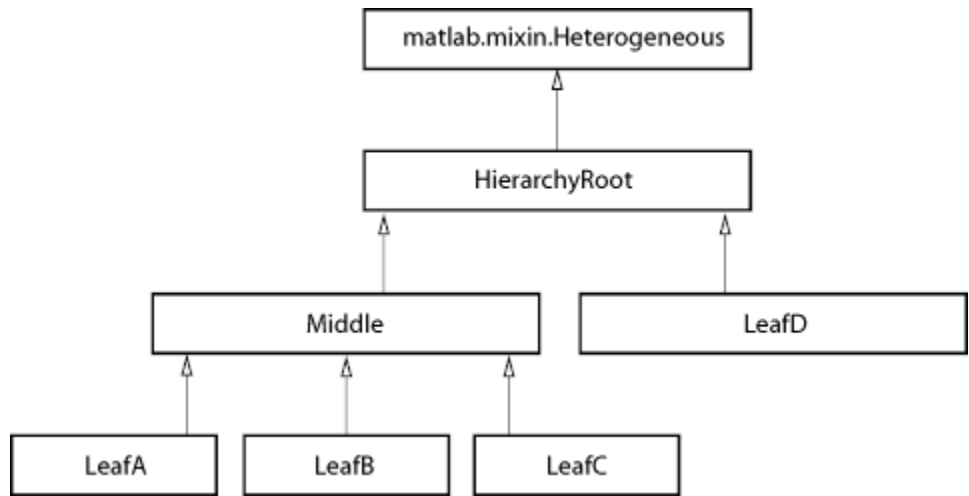 matlab.mixin.Heterogeneous
HierarchyRoot
Middle
LeafD
LeafA
LeafB
LeafC